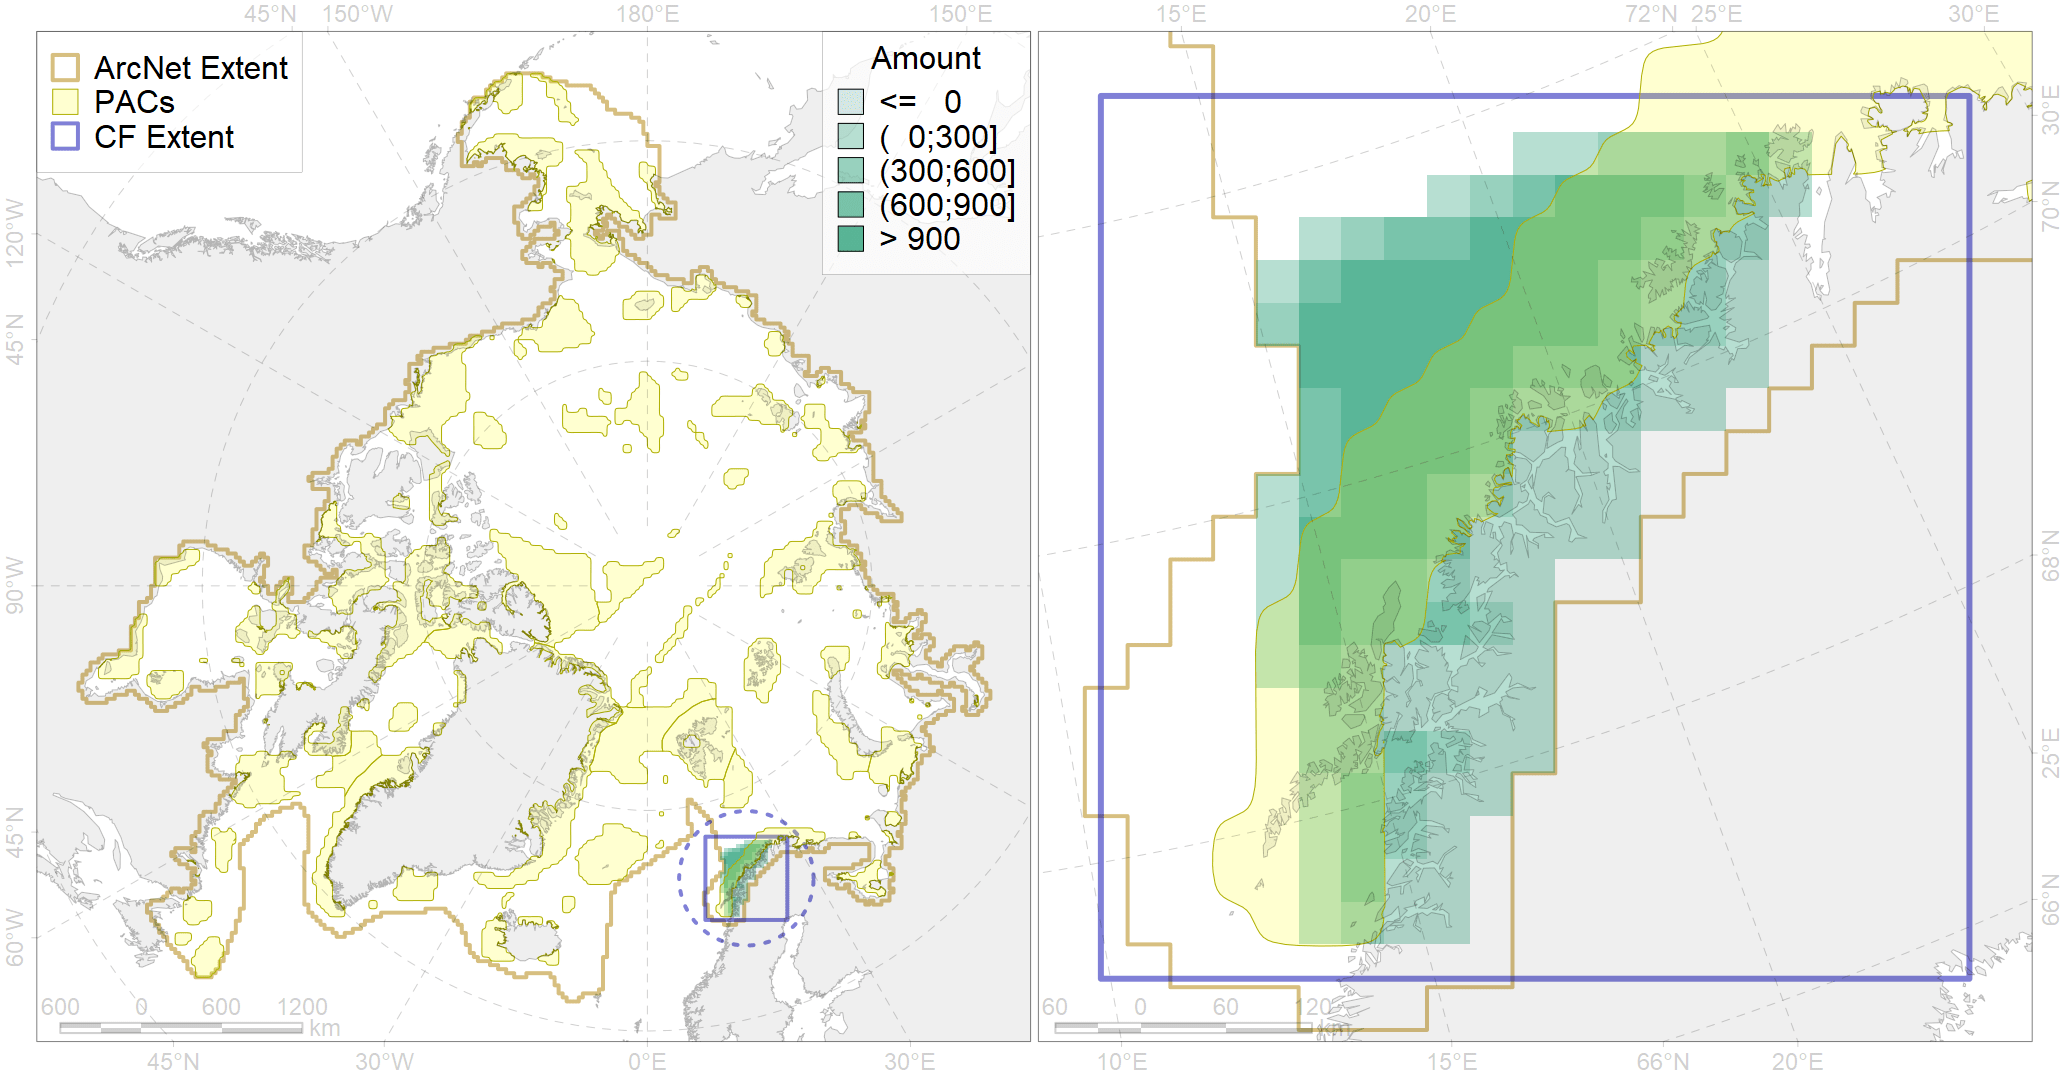 45°N 150°W 180°E 150°E 15°E 20°E 72°N 25°E 30°E
ArcNet Extent
PACs
CF Extent
Amount
<= 0
( 0;300]
(300;600]
(600;900]
> 900
120°W
45°N
90°W
45°N
60°W
30°E
70°N
68°N
25°E
66°N
600 0 600 1200
km
60 0 60 120
km
45°N 30°W 0°E 30°E 10°E 15°E 66°N 20°E